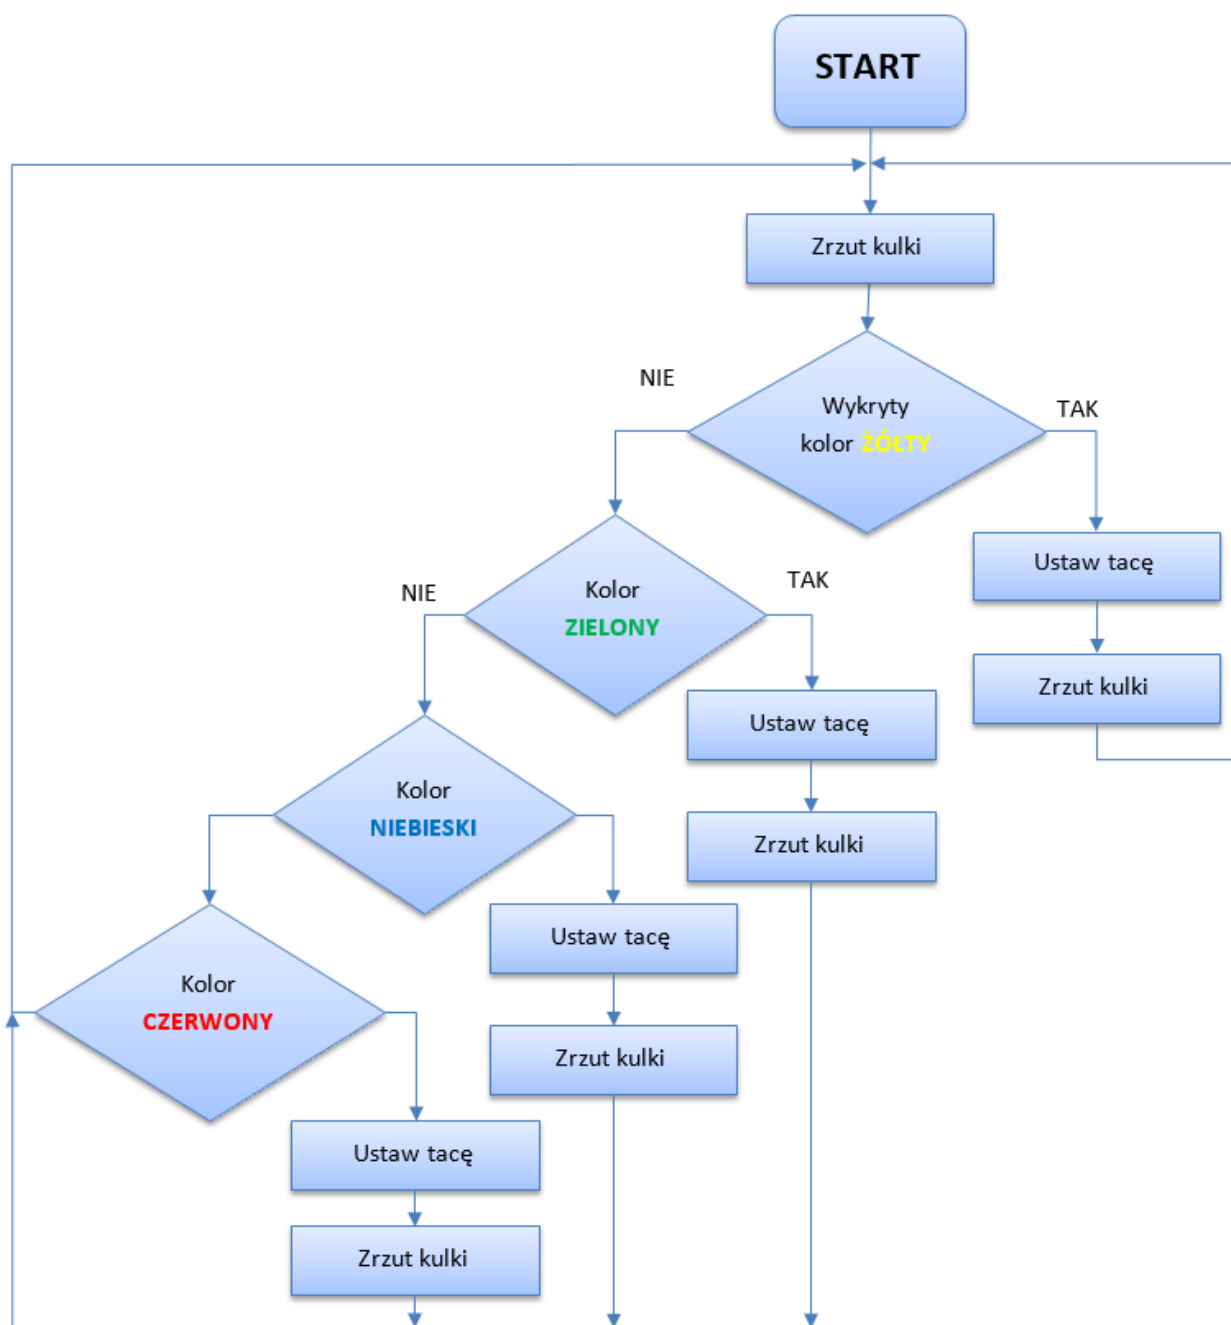 START
Zrzut kulki
NIE
Wykryty
kolor ŻÓŁTY
TAK
Ustaw tacę
Zrzut kulki
NIE
Kolor
ZIELONY
TAK
Ustaw tacę
Zrzut kulki
Kolor
NIEBIESKI
Ustaw tacę
Zrzut kulki
Kolor
CZERWONY
Ustaw tacę
Zrzut kulki